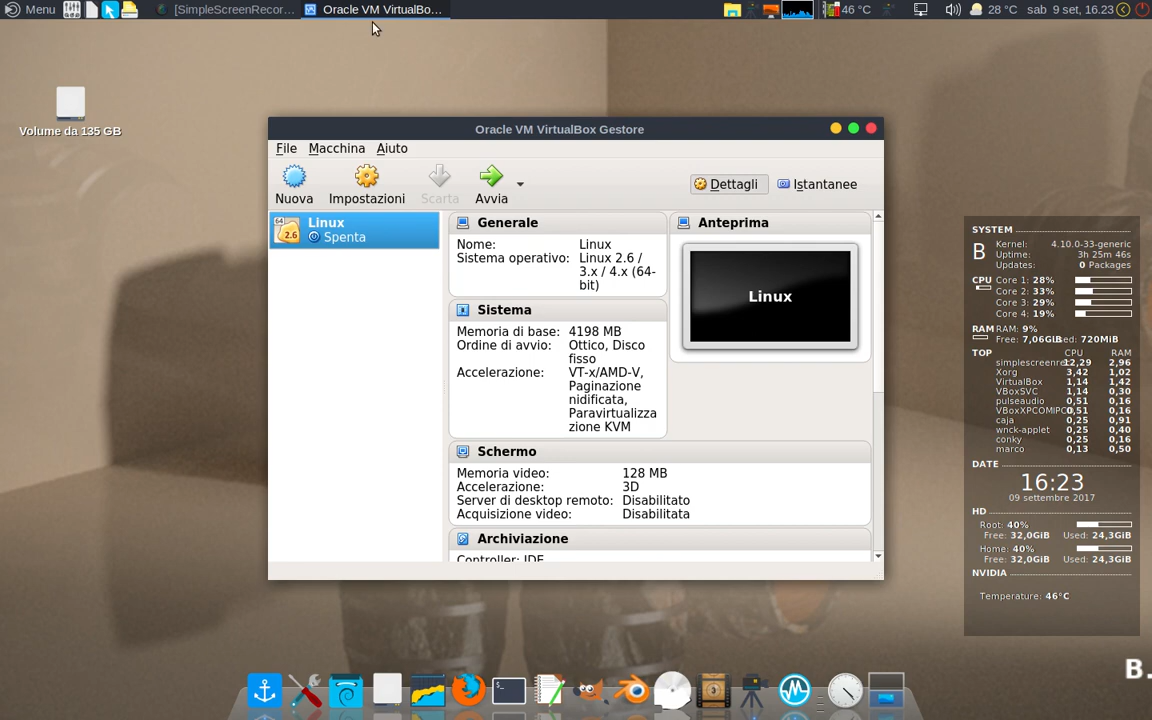 Menu [SimpleScreenRecor... Oracle VM VirtualBo... 46 °C 28 °C sab 9 set, 16.23
Volume da 135 GB
Oracle VM VirtualBox Gestore
File Macchina Aiuto
Nuova Impostazioni Scarta Avvia Dettagli Istantanee
64
2.6
Linux
Spenta
Generale
Nome: Linux
Sistema operativo: Linux 2.6 /
3.x / 4.x (64-
bit)
Sistema
Memoria di base: 4198 MB
Ordine di avvio: Ottico, Disco
fisso
Accelerazione: VT-x/AMD-V,
Paginazione
nidificata,
Paravirtualizza
zione KVM
Anteprima
Linux
Schermo
Memoria video: 128 MB
Accelerazione: 3D
Server di desktop remoto: Disabilitato
Acquisizione video: Disabilitata
Archiviazione
Controller: IDE
SYSTEM
B
Kernel: 4.10.0-33-generic
Uptime: 3h 25m 46s
Updates: 0 Packages
CPU Core 1: 28%
Core 2: 33%
Core 3: 29%
Core 4: 19%
RAM RAM: 9%
Free: 7,06GiB Used: 720MiB
TOP CPU RAM
simplescreenre 12,29 2,96
Xorg 3,42 1,02
VirtualBox 1,14 1,42
VBoxSVC 1,14 0,30
pulseaudio 0,51 0,16
VBoxXPCOMIPC 0,51 0,16
caja 0,25 0,91
wnck-applet 0,25 0,40
conky 0,25 0,16
marco 0,13 0,50
DATE
16:23
09 settembre 2017
HD
Root: 40%
Free: 32,0GiB Used: 24,3GiB
Home: 40%
Free: 32,0GiB Used: 24,3GiB
NVIDIA
Temperature: 46°C
B.